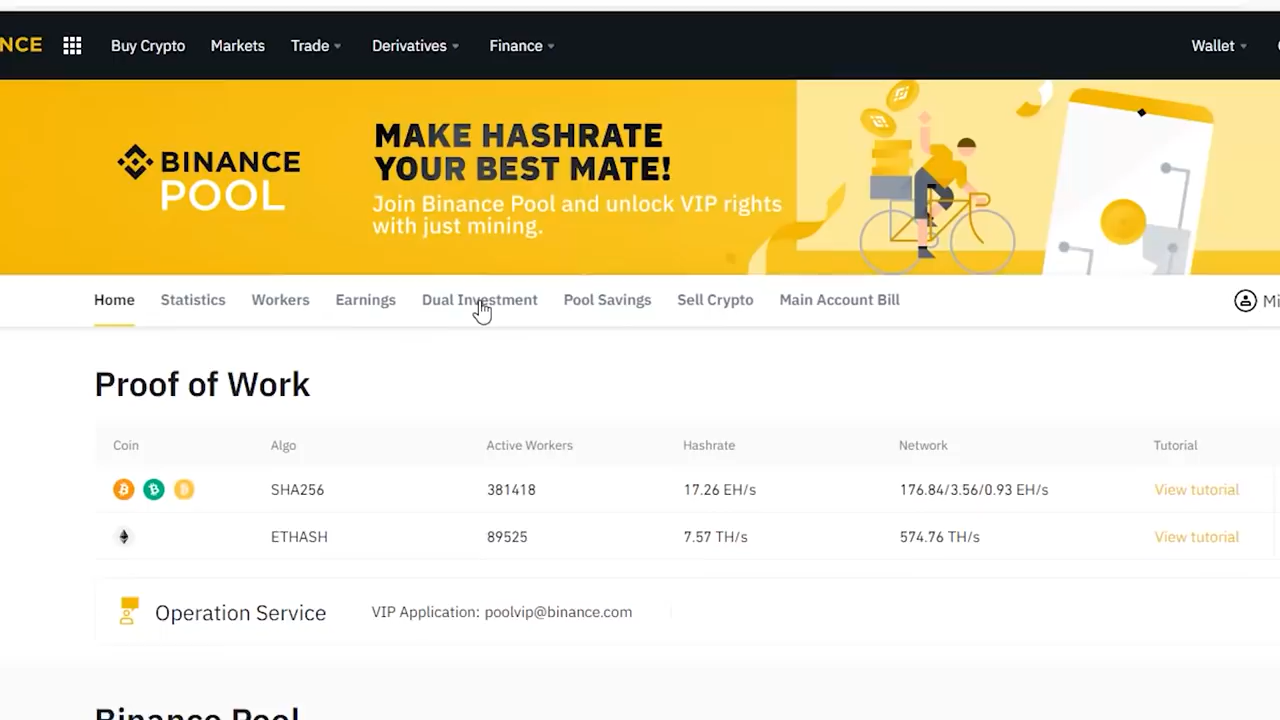 NCE Buy Crypto Markets Trade Derivatives Finance Wallet
BINANCE
POOL
MAKE HASHRATE
YOUR BEST MATE!
Join Binance Pool and unlock VIP rights
with just mining.
Home Statistics Workers Earnings Dual Investment Pool Savings Sell Crypto Main Account Bill Mi
Proof of Work
Coin Algo Active Workers Hashrate Network Tutorial
SHA256 381418 17.26 EH/s 176.84/3.56/0.93 EH/s View tutorial
ETHASH 89525 7.57 TH/s 574.76 TH/s View tutorial
Operation Service VIP Application: poolvip@binance.com
Binance Pool